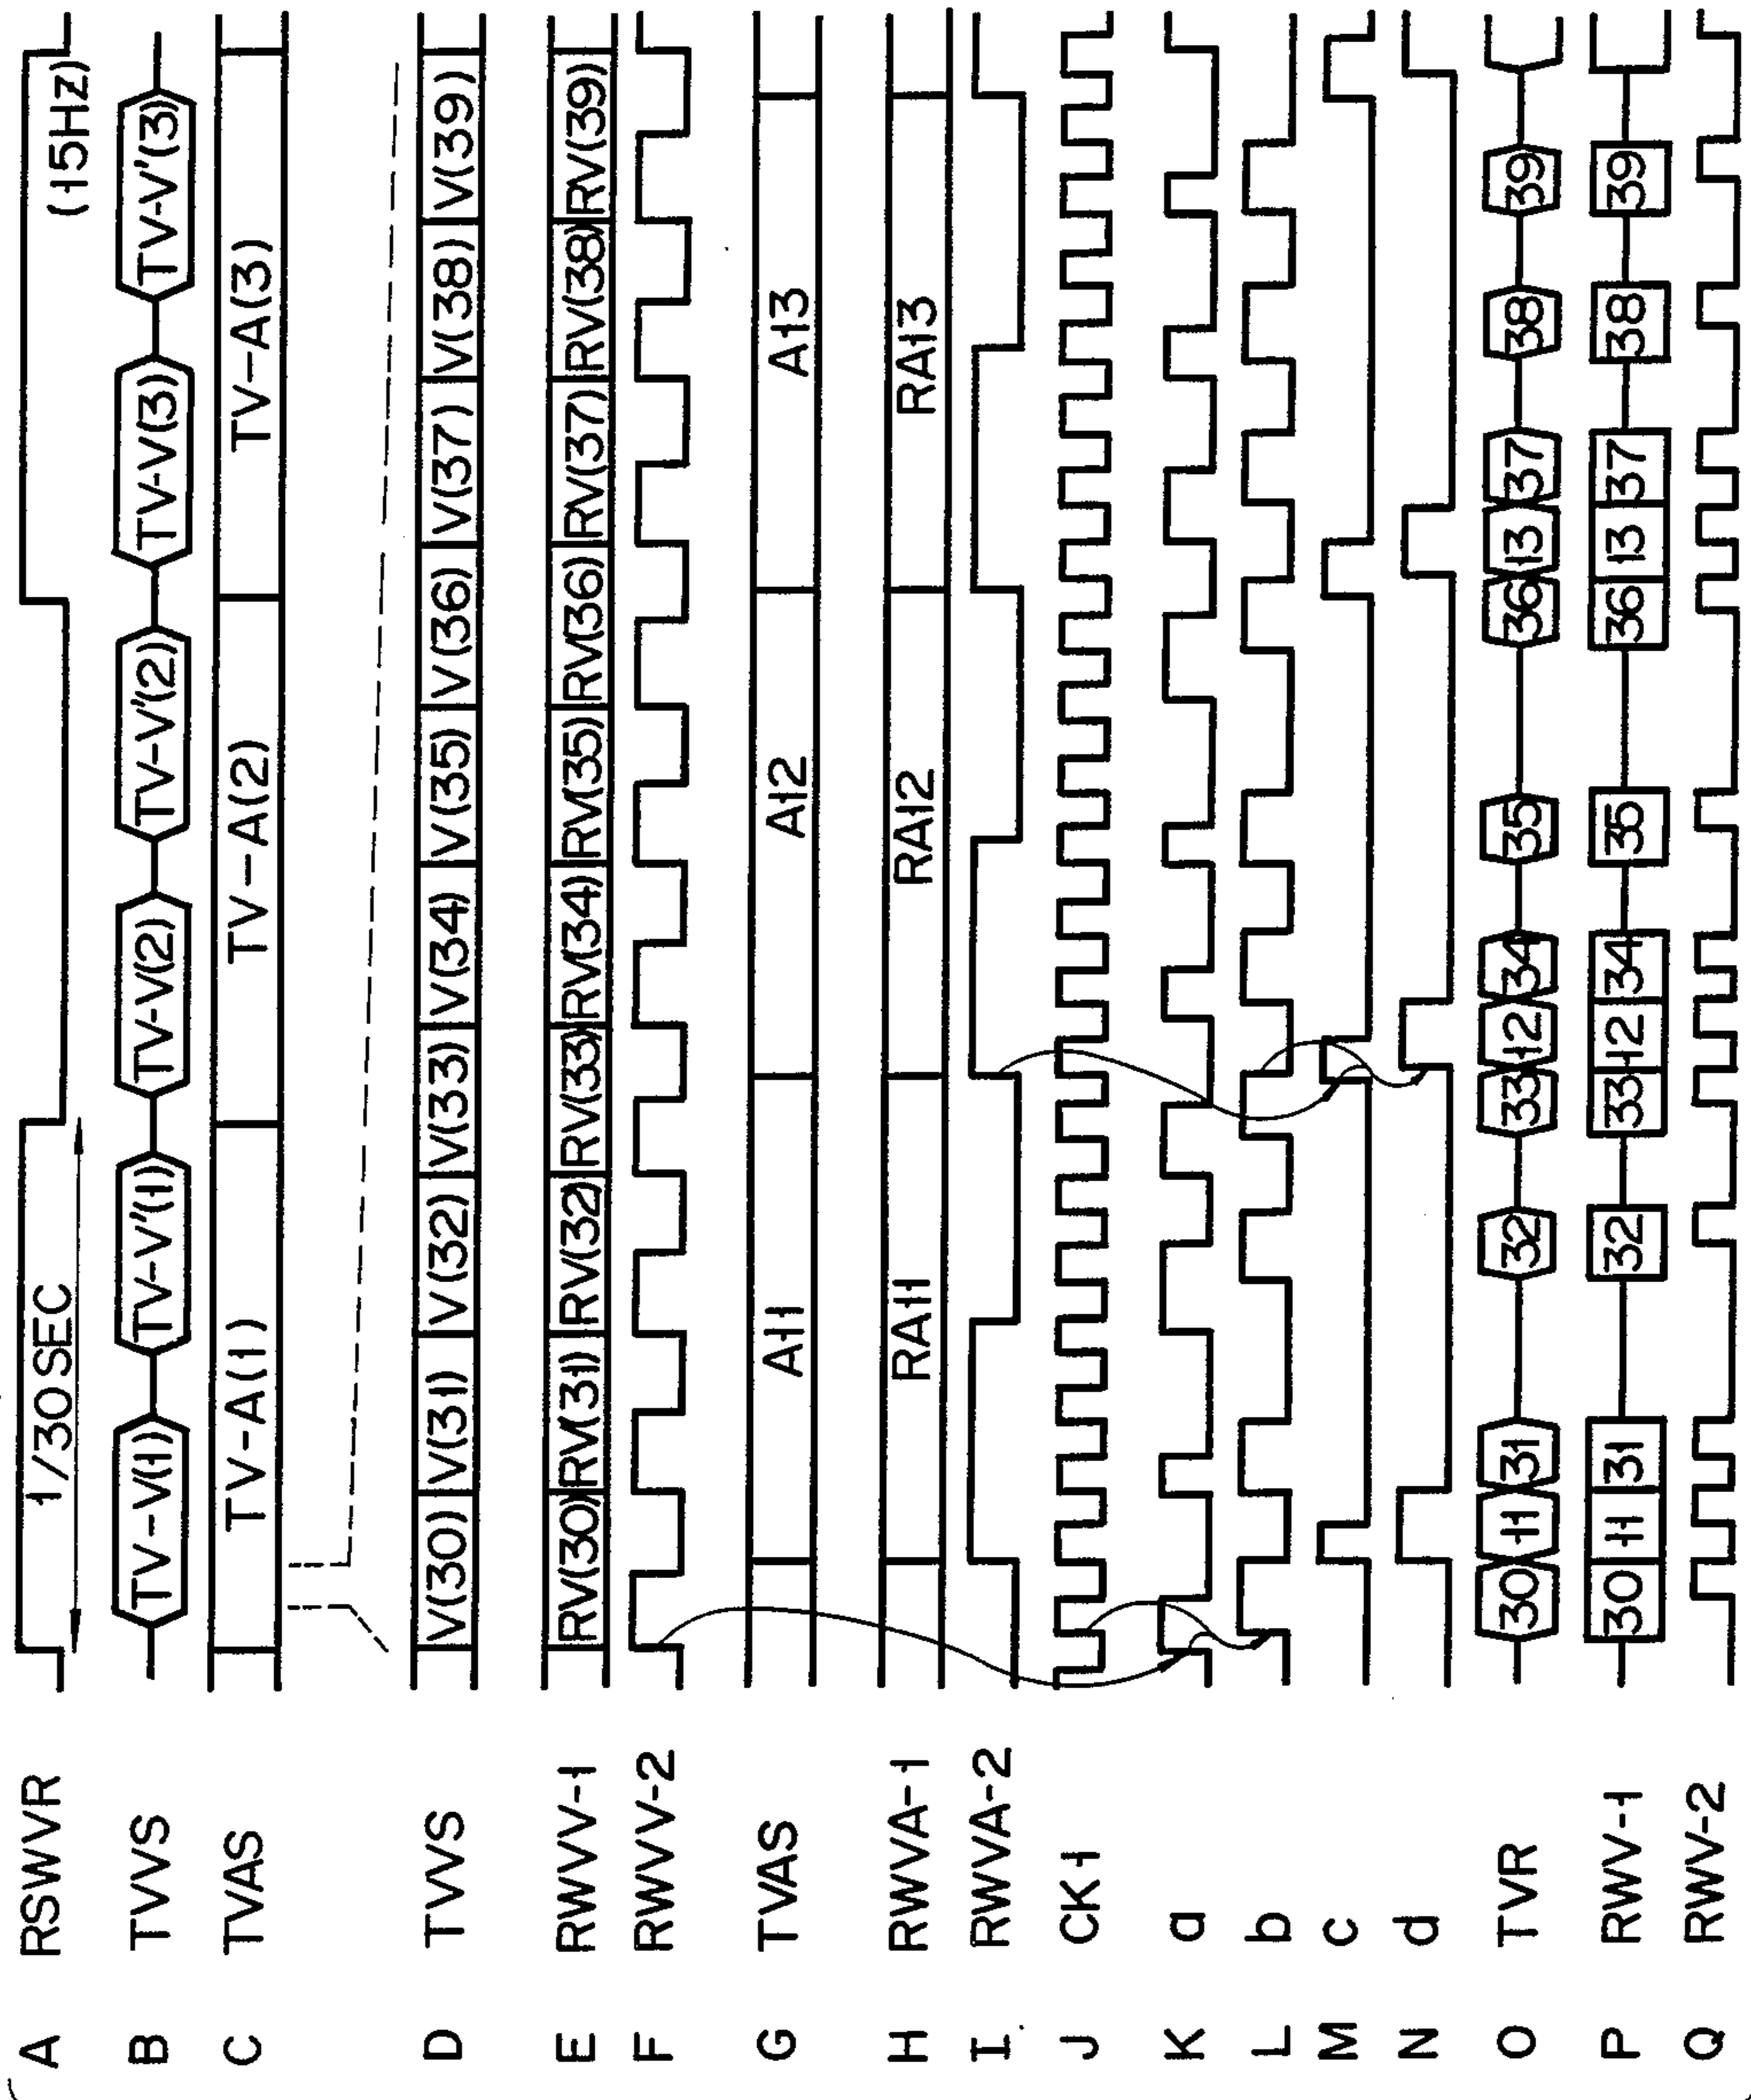 A RSWVR 1/30SEC (15Hz)
B TVVS TV-V(1) TV-V'(1) TV-V(2) TV-V'(2) TV-V(3) TV-V'(3)
C TVAS TV-A(1) TV-A(2) TV-A(3)
D TVVS V(30) V(31) V(32) V(33) V(34) V(35) V(36) V(37) V(38) V(39)
E RWVV-1 RV(30) RV(31) RV(32) RV(33) RV(34) RV(35) RV(36) RV(37) RV(38) RV(39)
F RWVV-2
G TVAS A11 A12 A13
H RWVA-1 RA11 RA12 RA13
I RWVA-2
J CK1
K a
L b
M c
N d
O TVR 30 11 31 32 33 12 34 35 36 13 37 38 39
P RWV-1 30 11 31 32 33 12 34 35 36 13 37 38 39
Q RWV-2